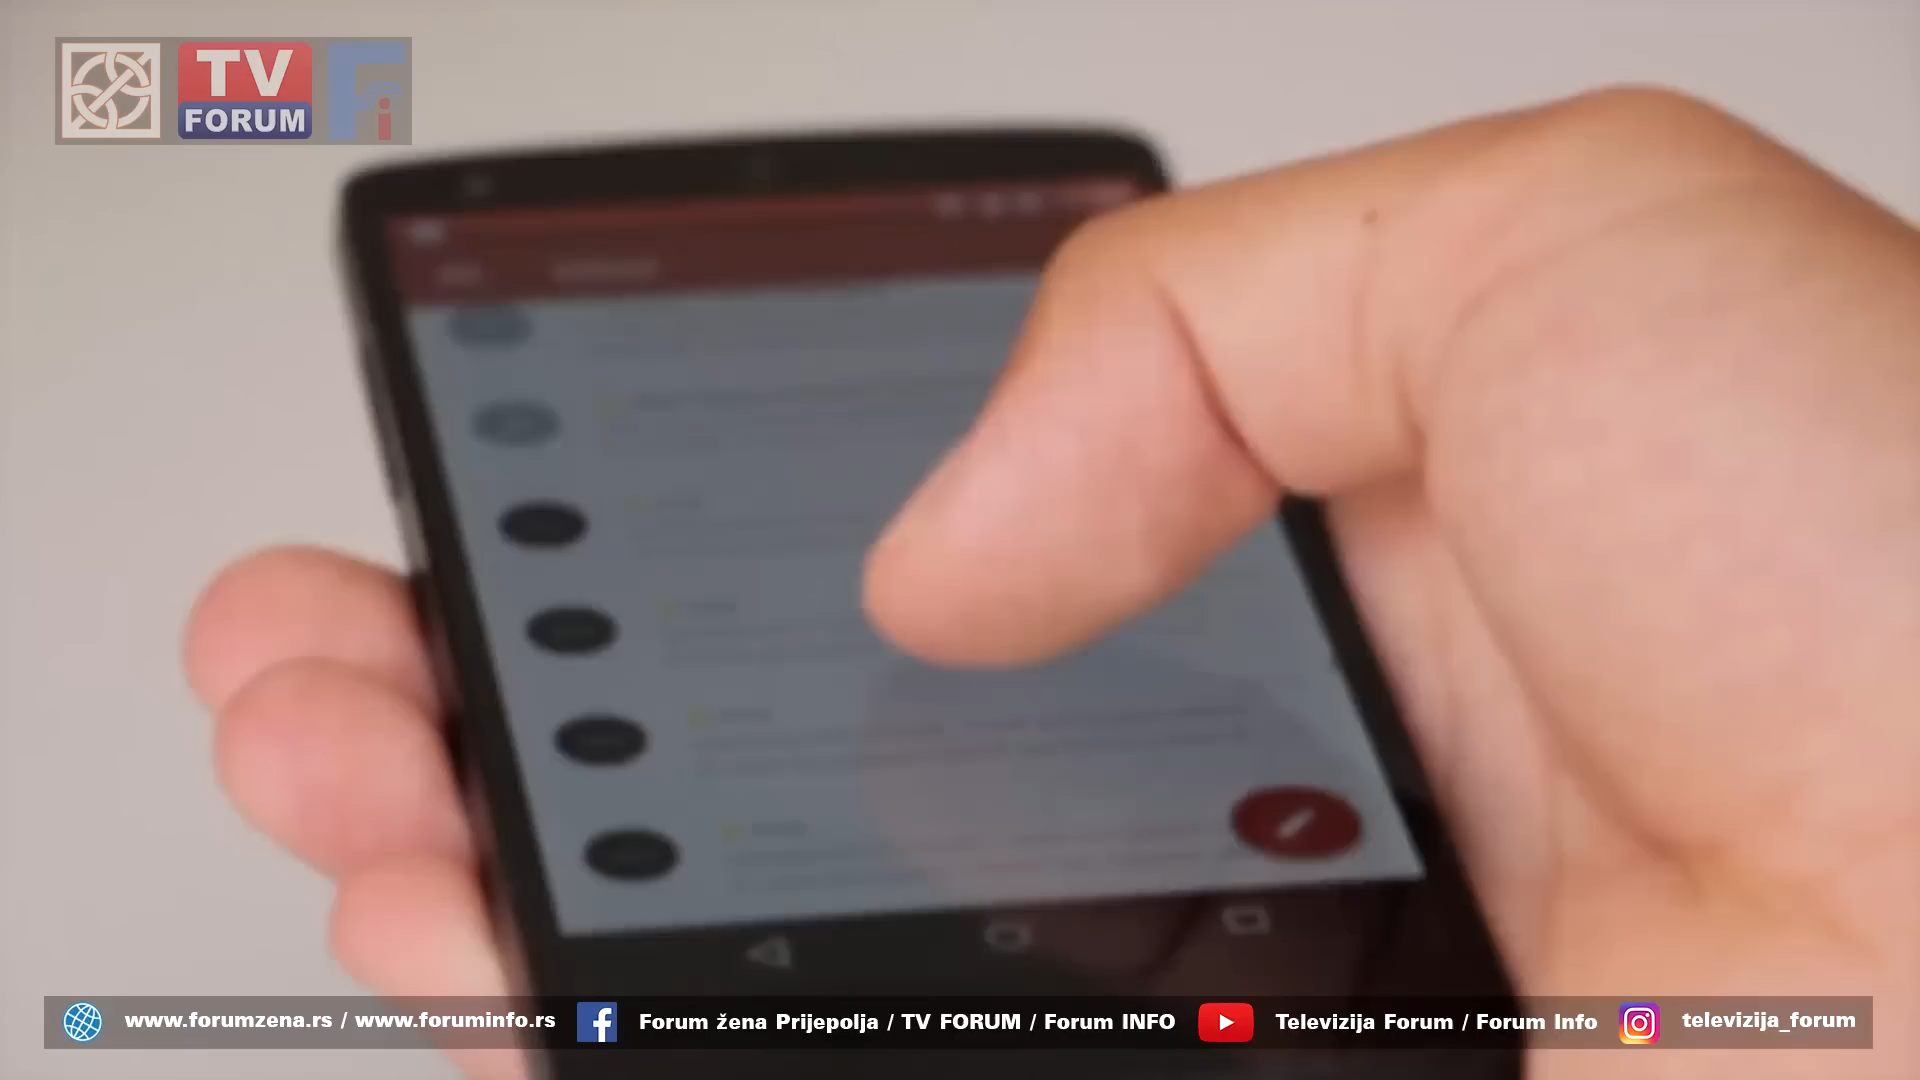 TV
FORUM
Fi
www.forumzena.rs / www.foruminfo.rs
Forum žena Prijepolja / TV FORUM / Forum INFO
Televizija Forum / Forum Info
televizija_forum